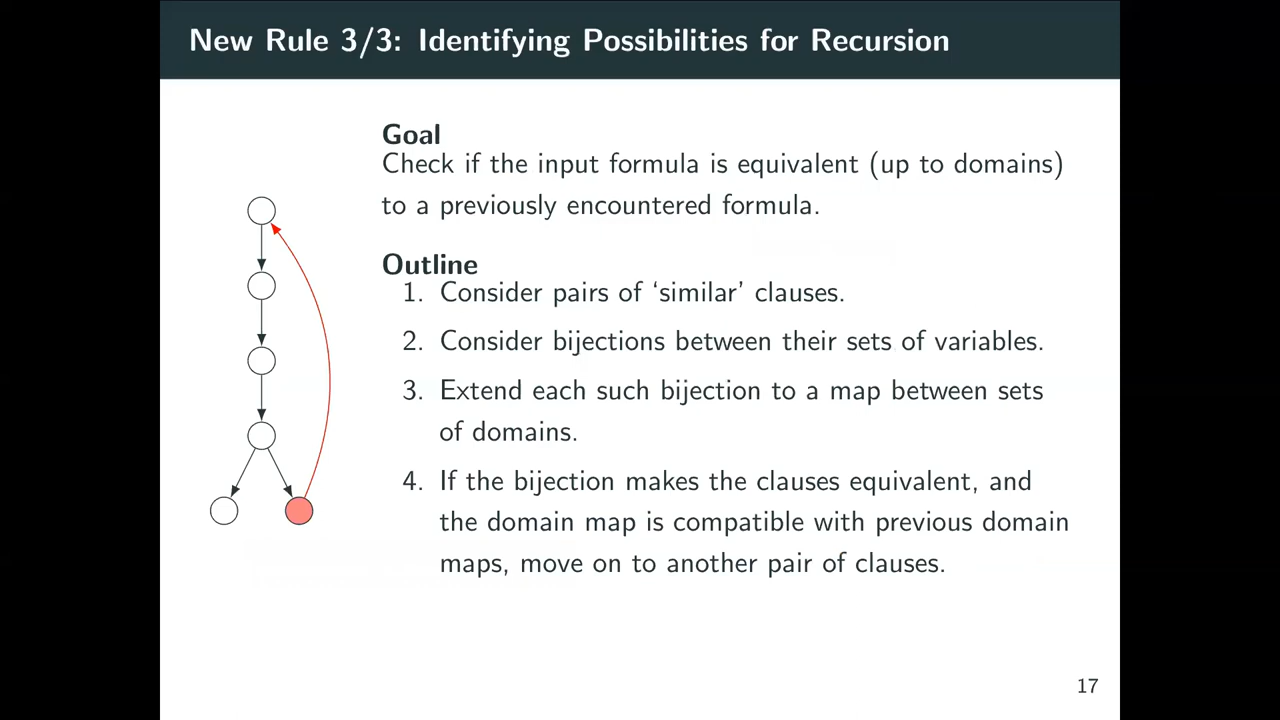 New Rule 3/3: Identifying Possibilities for Recursion
Goal
Check if the input formula is equivalent (up to domains)
to a previously encountered formula.
Outline
1. Consider pairs of ‘similar’ clauses.
2. Consider bijections between their sets of variables.
3. Extend each such bijection to a map between sets
of domains.
4. If the bijection makes the clauses equivalent, and
the domain map is compatible with previous domain
maps, move on to another pair of clauses.
17